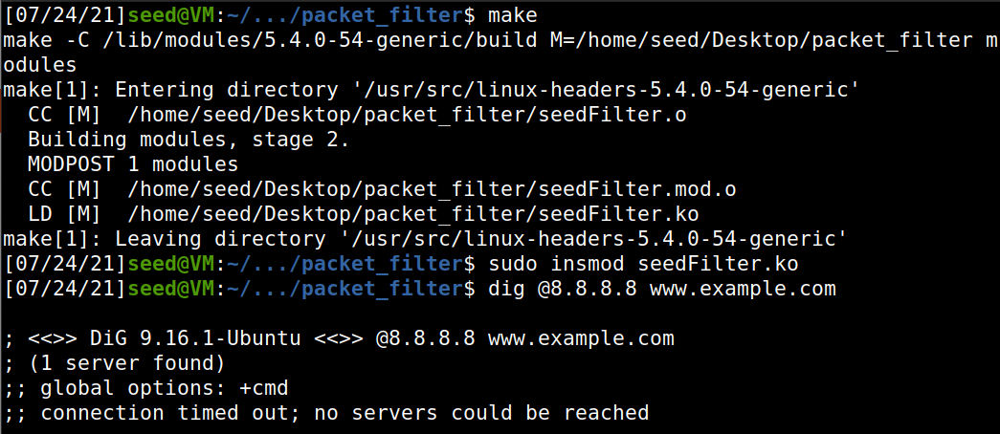 [07/24/21]seed@VM:~/.../packet_filter$ make
make -C /lib/modules/5.4.0-54-generic/build M=/home/seed/Desktop/packet_filter m
odules
make[1]: Entering directory '/usr/src/linux-headers-5.4.0-54-generic'
  CC [M]  /home/seed/Desktop/packet_filter/seedFilter.o
  Building modules, stage 2.
  MODPOST 1 modules
  CC [M]  /home/seed/Desktop/packet_filter/seedFilter.mod.o
  LD [M]  /home/seed/Desktop/packet_filter/seedFilter.ko
make[1]: Leaving directory '/usr/src/linux-headers-5.4.0-54-generic'
[07/24/21]seed@VM:~/.../packet_filter$ sudo insmod seedFilter.ko
[07/24/21]seed@VM:~/.../packet_filter$ dig @8.8.8.8 www.example.com

; <<>> DiG 9.16.1-Ubuntu <<>> @8.8.8.8 www.example.com
; (1 server found)
;; global options: +cmd
;; connection timed out; no servers could be reached